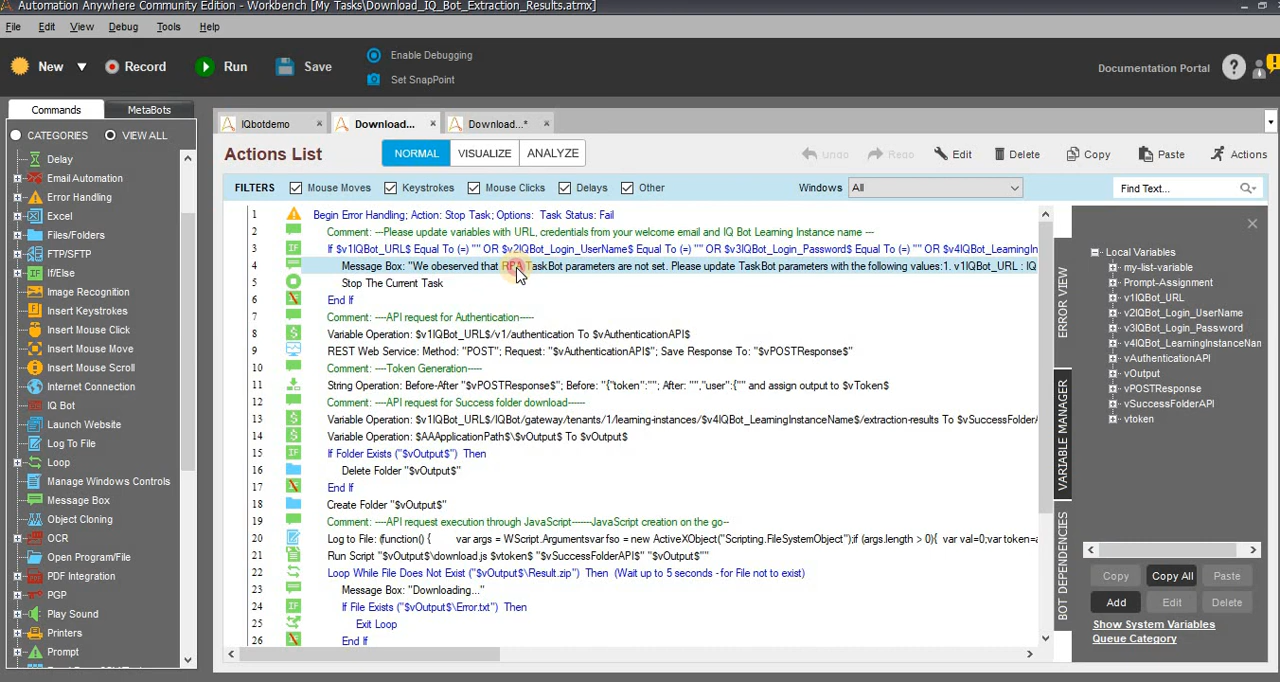 Automation Anywhere Community Edition - Workbench [My Tasks\Download_IQ_Bot_Extraction_Results.atmx]
File Edit View Debug Tools Help
New Record Run Save Enable Debugging Set SnapPoint Documentation Portal ?
Commands MetaBots
CATEGORIES VIEW ALL
Delay
Email Automation
Error Handling
Excel
Files/Folders
FTP/SFTP
If/Else
Image Recognition
Insert Keystrokes
Insert Mouse Click
Insert Mouse Move
Insert Mouse Scroll
Internet Connection
IQ Bot
Launch Website
Log To File
Loop
Manage Windows Controls
Message Box
Object Cloning
OCR
Open Program/File
PDF Integration
PGP
Play Sound
Printers
Prompt
IQbotdemo Download... Download...*
Actions List NORMAL VISUALIZE ANALYZE Undo Redo Edit Delete Copy Paste Actions
FILTERS Mouse Moves Keystrokes Mouse Clicks Delays Other Windows All Find Text...
1 Begin Error Handling; Action: Stop Task; Options: Task Status: Fail
2 Comment: ---Please update variables with URL, credentials from your welcome email and IQ Bot Learning Instance name ---
3 If $v1IQBot_URL$ Equal To (=) "" OR $v2IQBot_Login_UserName$ Equal To (=) "" OR $v3IQBot_Login_Password$ Equal To (=) "" OR $v4IQBot_LearningIn
4 Message Box: "We obeserved that RPA TaskBot parameters are not set. Please update TaskBot parameters with the following values:1. v1IQBot_URL : IQ
5 Stop The Current Task
6 End If
7 Comment: ----API request for Authentication-----
8 Variable Operation: $v1IQBot_URL$/v1/authentication To $vAuthenticationAPI$
9 REST Web Service: Method: "POST"; Request: "$vAuthenticationAPI$"; Save Response To: "$vPOSTResponse$"
10 Comment: ----Token Generation-----
11 String Operation: Before-After "$vPOSTResponse$"; Before: "{"token":""; After: "","user":{"" and assign output to $vToken$
12 Comment: ----API request for Success folder download------
13 Variable Operation: $v1IQBot_URL$/IQBot/gateway/tenants/1/learning-instances/$v4IQBot_LearningInstanceName$/extraction-results To $vSuccessFolderAPI
14 Variable Operation: $AAApplicationPath$\$vOutput$ To $vOutput$
15 If Folder Exists ("$vOutput$") Then
16 Delete Folder "$vOutput$"
17 End If
18 Create Folder "$vOutput$"
19 Comment: ----API request execution through JavaScript-------JavaScript creation on the go--
20 Log to File: (function() { var args = WScript.Argumentsvar fso = new ActiveXObject("Scripting.FileSystemObject");if (args.length > 0){ var val=0;var token=a
21 Run Script "$vOutput$\download.js $vtoken$ "$vSuccessFolderAPI$" "$vOutput$""
22 Loop While File Does Not Exist ("$vOutput$\Result.zip") Then (Wait up to 5 seconds - for File not to exist)
23 Message Box: "Downloading..."
24 If File Exists ("$vOutput$\Error.txt") Then
25 Exit Loop
26 End If
ERROR VIEW
VARIABLE MANAGER
BOT DEPENDENCIES
Local Variables
my-list-variable
Prompt-Assignment
v1IQBot_URL
v2IQBot_Login_UserName
v3IQBot_Login_Password
v4IQBot_LearningInstanceNan
vAuthenticationAPI
vOutput
vPOSTResponse
vSuccessFolderAPI
vtoken
Copy Copy All Paste
Add Edit Delete
Show System Variables
Queue Category